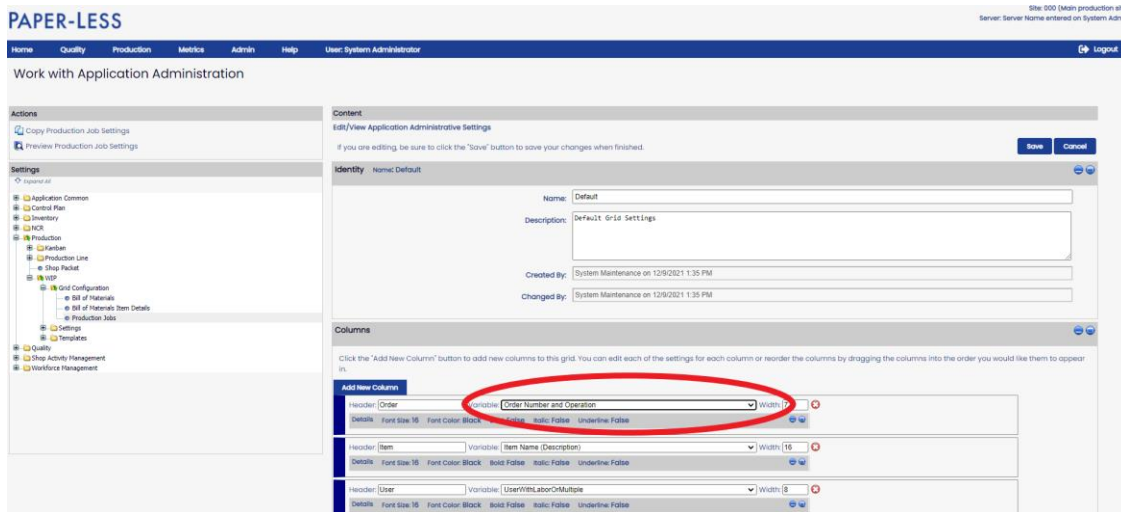 Site: 000 (Main production si
Server: Server Name entered on System Adm
PAPER-LESS
Home Quality Production Metrics Admin Help User: System Administrator Logout
Work with Application Administration
Actions
Copy Production Job Settings
Preview Production Job Settings
Settings
Expand All
Application Common
Control Plan
Inventory
NCR
Production
Kanban
Production Line
Shop Packet
WIP
Grid Configuration
Bill of Materials
Bill of Materials Item Details
Production Jobs
Settings
Templates
Quality
Shop Activity Management
Workforce Management
Content
Edit/View Application Administrative Settings
If you are editing, be sure to click the "Save" button to save your changes when finished.
Save Cancel
Identity Name: Default
Name: Default
Description: Default Grid Settings
Created By: System Maintenance on 12/9/2021 1:35 PM
Changed By: System Maintenance on 12/9/2021 1:35 PM
Columns
Click the "Add New Column" button to add new columns to this grid. You can edit each of the settings for each column or reorder the columns by dragging the columns into the order you would like them to appear
in.
Add New Column
Header: Order Variable: Order Number and Operation Width: 7
Details Font Size: 16 Font Color: Black Bold: False Italic: False Underline: False
Header: Item Variable: Item Name (Description) Width: 16
Details Font Size: 16 Font Color: Black Bold: False Italic: False Underline: False
Header: User Variable: UserWithLaborOrMultiple Width: 8
Details Font Size: 16 Font Color: Black Bold: False Italic: False Underline: False